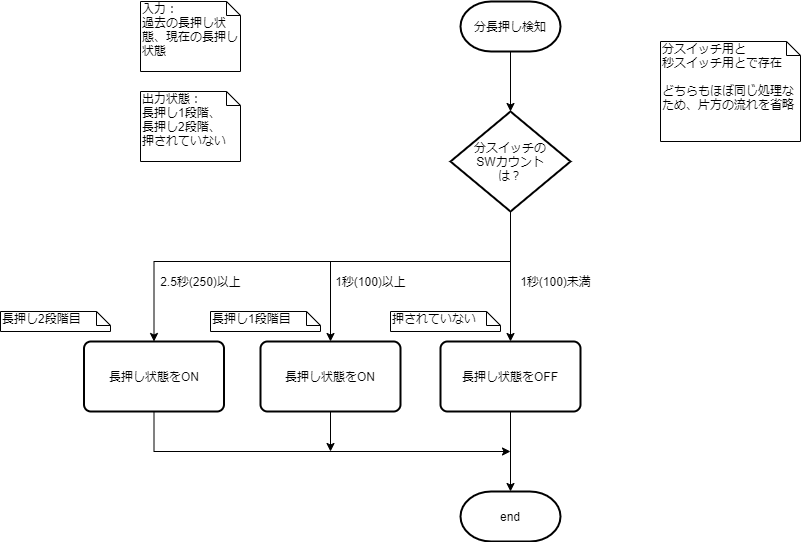 入力：
過去の長押し状
態、現在の長押し
状態
分長押し検知
分スイッチ用と
秒スイッチ用とで存在
どちらもほぼ同じ処理な
ため、片方の流れを省略
出力状態：
長押し1段階、
長押し2段階、
押されていない
分スイッチの
SWカウント
は？
2.5秒(250)以上
1秒(100)以上
1秒(100)未満
長押し2段階目
長押し1段階目
押されていない
長押し状態をON
長押し状態をON
長押し状態をOFF
end